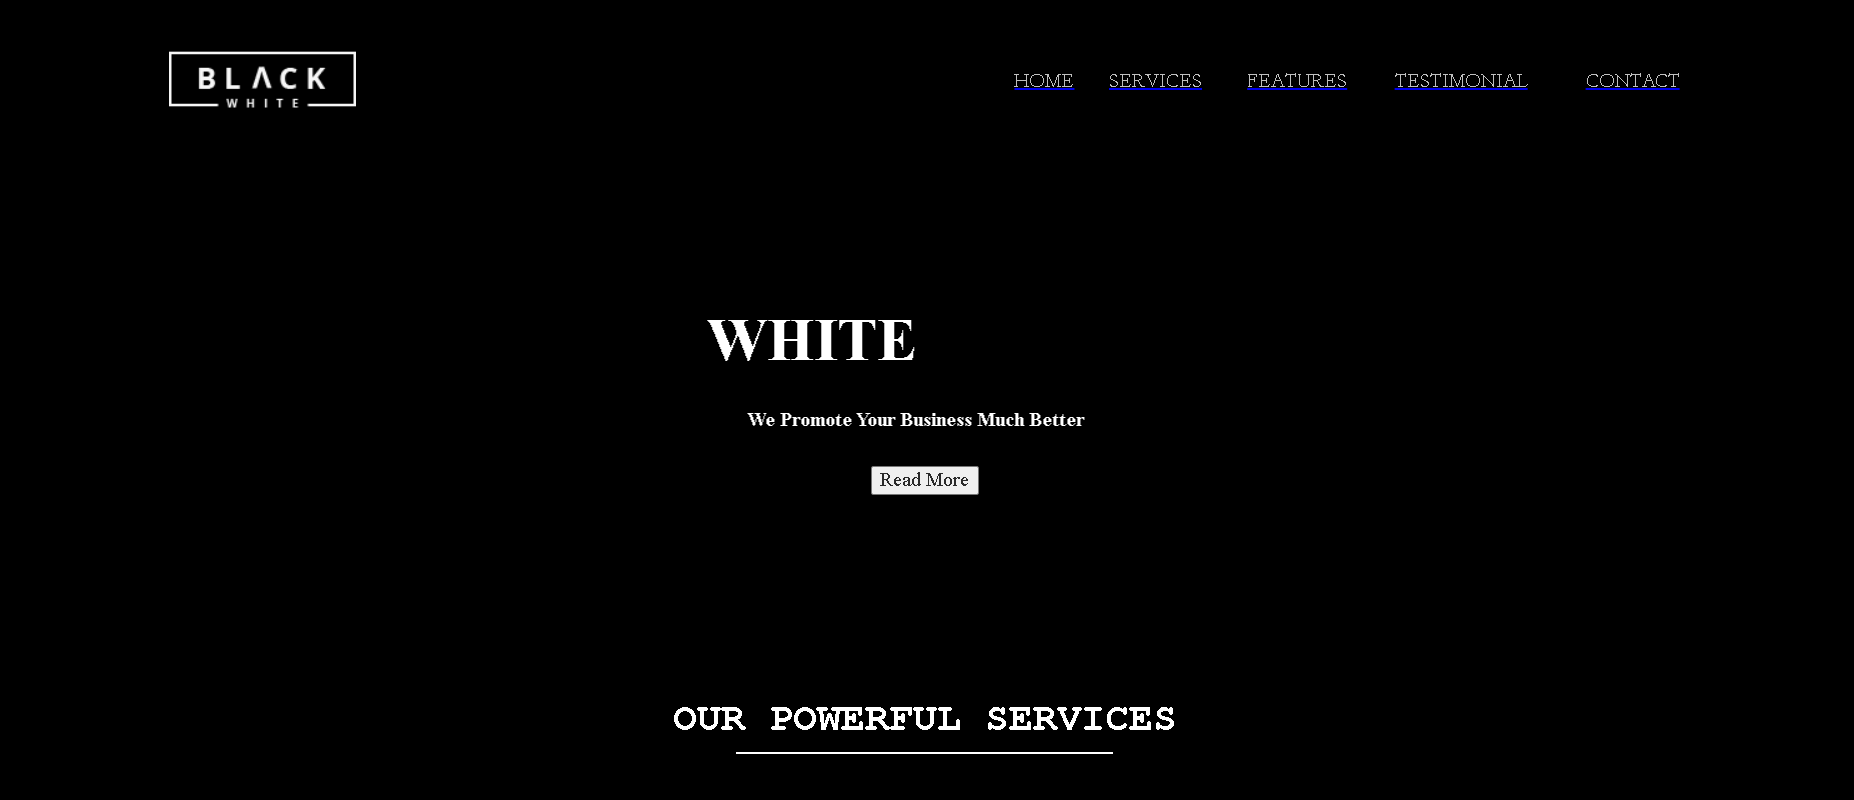 BLACK
WHITE
HOME SERVICES FEATURES TESTIMONIAL CONTACT
WHITE
We Promote Your Business Much Better
Read More
OUR POWERFUL SERVICES